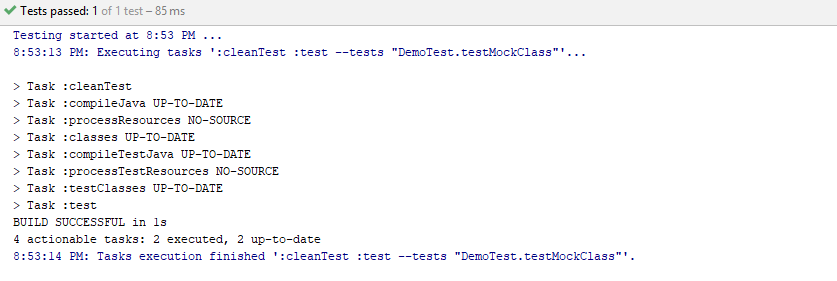 Tests passed: 1 of 1 test – 85 ms
Testing started at 8:53 PM ...
8:53:13 PM: Executing tasks ':cleanTest :test --tests "DemoTest.testMockClass"'...
> Task :cleanTest
> Task :compileJava UP-TO-DATE
> Task :processResources NO-SOURCE
> Task :classes UP-TO-DATE
> Task :compileTestJava UP-TO-DATE
> Task :processTestResources NO-SOURCE
> Task :testClasses UP-TO-DATE
> Task :test
BUILD SUCCESSFUL in 1s
4 actionable tasks: 2 executed, 2 up-to-date
8:53:14 PM: Tasks execution finished ':cleanTest :test --tests "DemoTest.testMockClass"'.